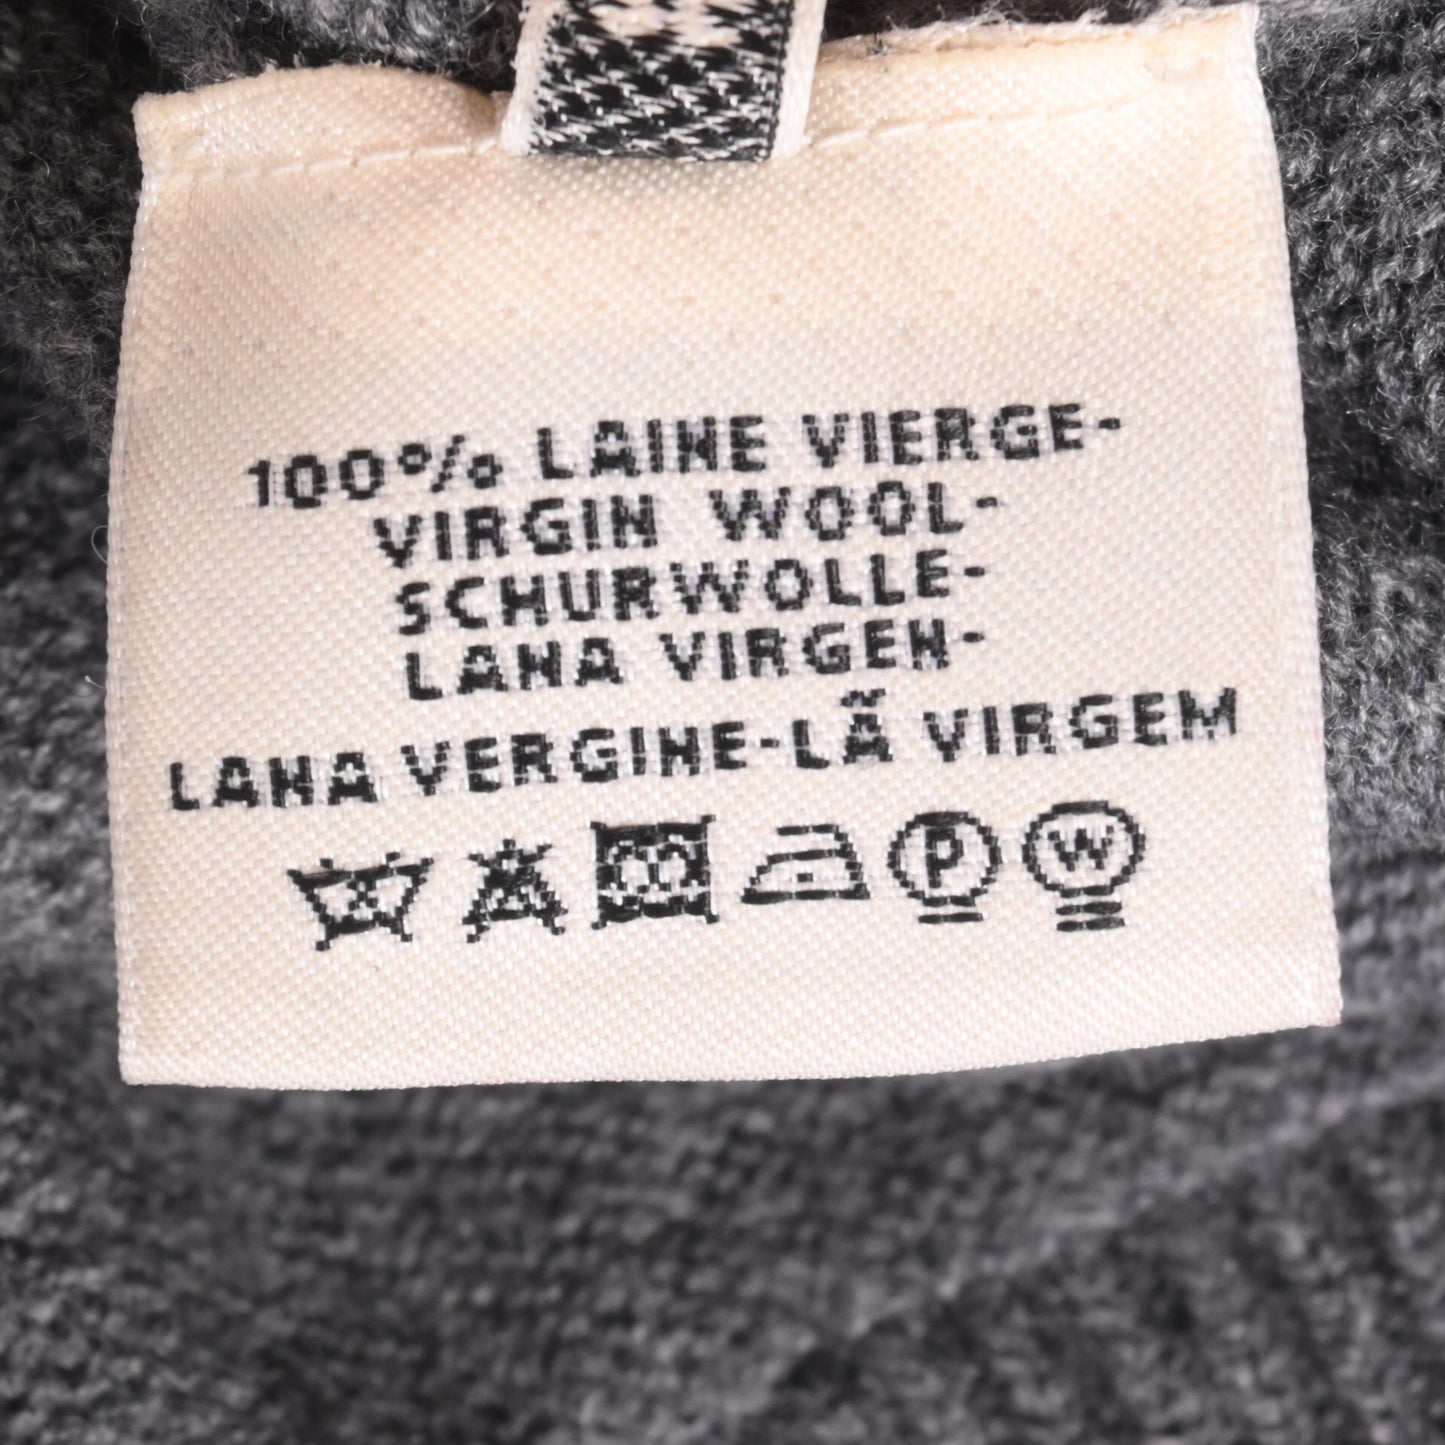 100% LAINE VIERGE-
VIRGIN WOOL-
SCHURWOLLE-
LANA VIRGEN-
LANA VERGINE-LÃ VIRGEM
P W